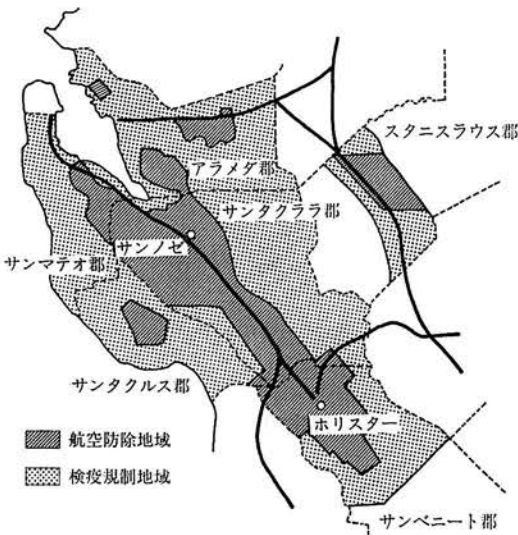 スタニスラウス郡
アラメダ郡
サンタクララ郡
サンノゼ
サンマテオ郡
サンタクルス郡
ホリスター
航空防除地域
検疫規制地域
サンベニート郡